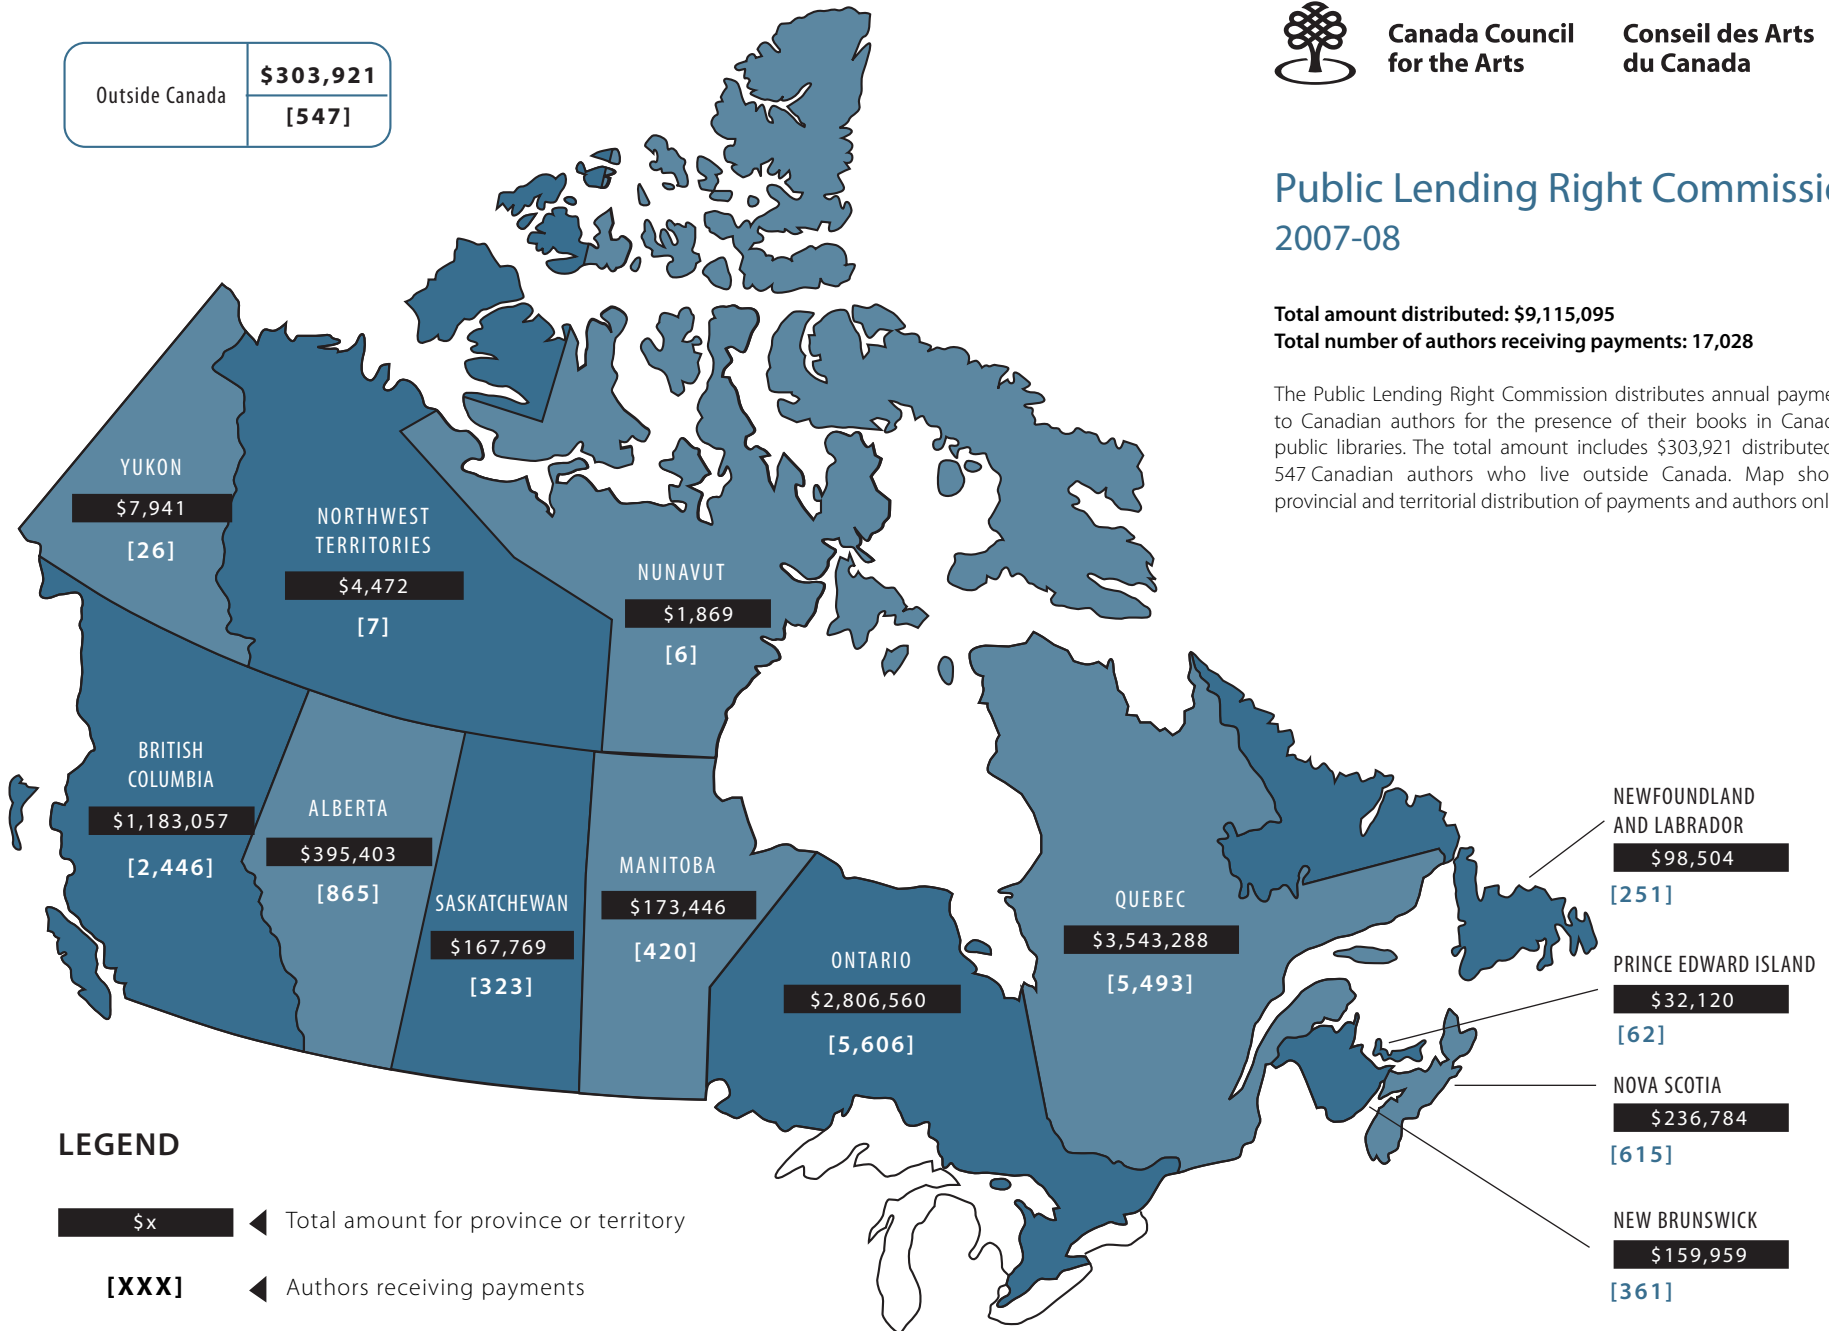 Outside Canada
$303,921
[547]
Canada Council
for the Arts
Conseil des Arts
du Canada
Public Lending Right
2007-08
Total amount distributed: $9,115,095
Total number of authors receiving payments: 17,028
The Public Lending Right Commission distributes annual
to Canadian authors for the presence of their books in
public libraries. The total amount includes $303,921
547 Canadian authors who live outside Canada. Map
provincial and territorial distribution of payments and authors
YUKON
$7,941
[26]
NORTHWEST
TERRITORIES
$4,472
[7]
NUNAVUT
$1,869
[6]
BRITISH
COLUMBIA
$1,183,057
[2,446]
ALBERTA
$395,403
[865]
SASKATCHEWAN
$167,769
[323]
MANITOBA
$173,446
[420]
ONTARIO
$2,806,560
[5,606]
QUEBEC
$3,543,288
[5,493]
NEWFOUNDLAND
AND LABRADOR
$98,504
[251]
PRINCE EDWARD ISLAND
$32,120
[62]
NOVA SCOTIA
$236,784
[615]
NEW BRUNSWICK
$159,959
[361]
LEGEND
$x
Total amount for province or territory
[XXX]
Authors receiving payments